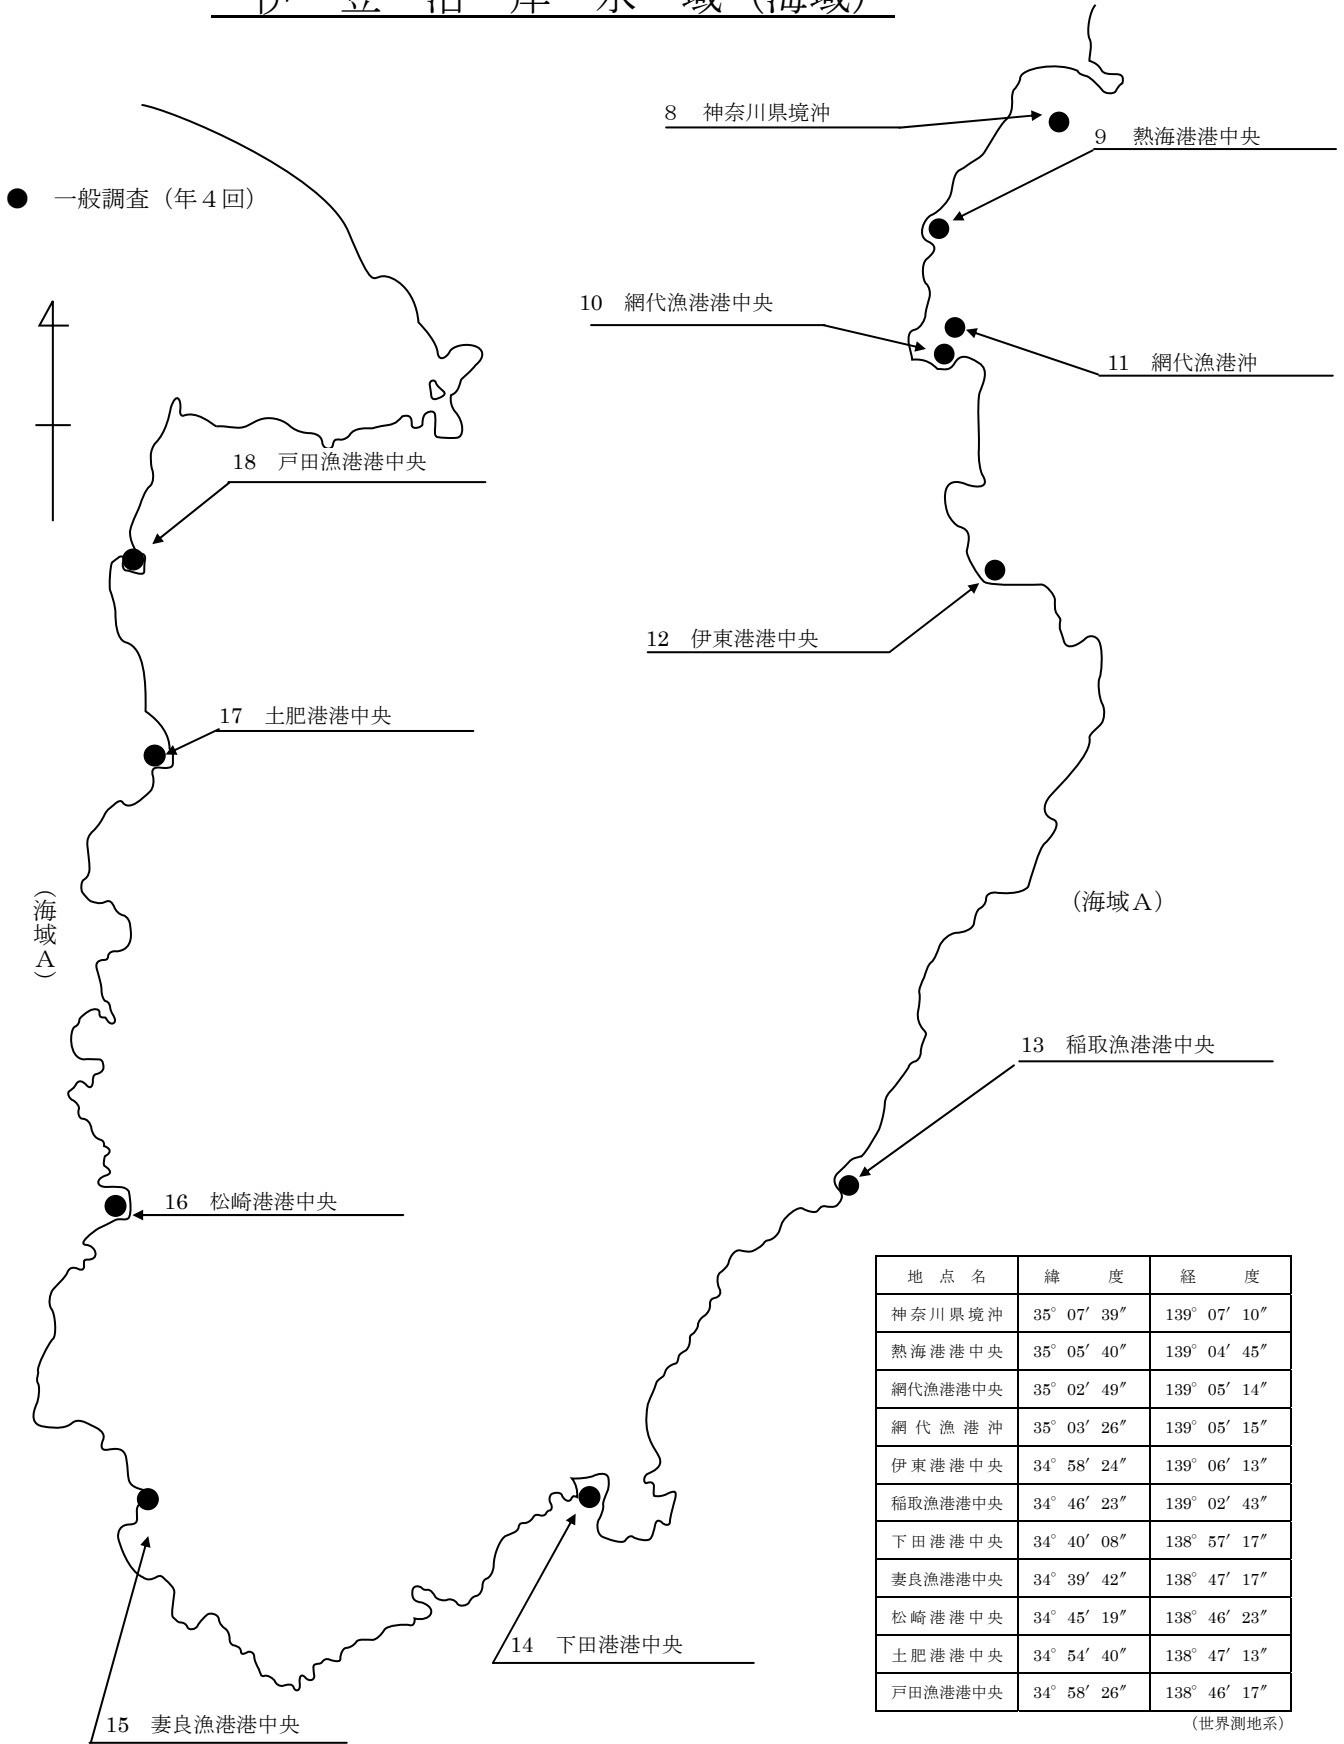 伊 豆 沿 岸 水 域（海域）
8 神奈川県境沖
9 熱海港港中央
● 一般調査（年４回）
10 網代漁港港中央
11 網代漁港沖
18 戸田漁港港中央
12 伊東港港中央
17 土肥港港中央
（海域Ａ）
（海域Ａ）
13 稲取漁港港中央
16 松崎港港中央
14 下田港港中央
15 妻良漁港港中央
地 点 名 緯 度 経 度
神奈川県境沖 35° 07′ 39″ 139° 07′ 10″
熱海港港中央 35° 05′ 40″ 139° 04′ 45″
網代漁港港中央 35° 02′ 49″ 139° 05′ 14″
網代漁港沖 35° 03′ 26″ 139° 05′ 15″
伊東港港中央 34° 58′ 24″ 139° 06′ 13″
稲取漁港港中央 34° 46′ 23″ 139° 02′ 43″
下田港港中央 34° 40′ 08″ 138° 57′ 17″
妻良漁港港中央 34° 39′ 42″ 138° 47′ 17″
松崎港港中央 34° 45′ 19″ 138° 46′ 23″
土肥港港中央 34° 54′ 40″ 138° 47′ 13″
戸田漁港港中央 34° 58′ 26″ 138° 46′ 17″
（世界測地系）